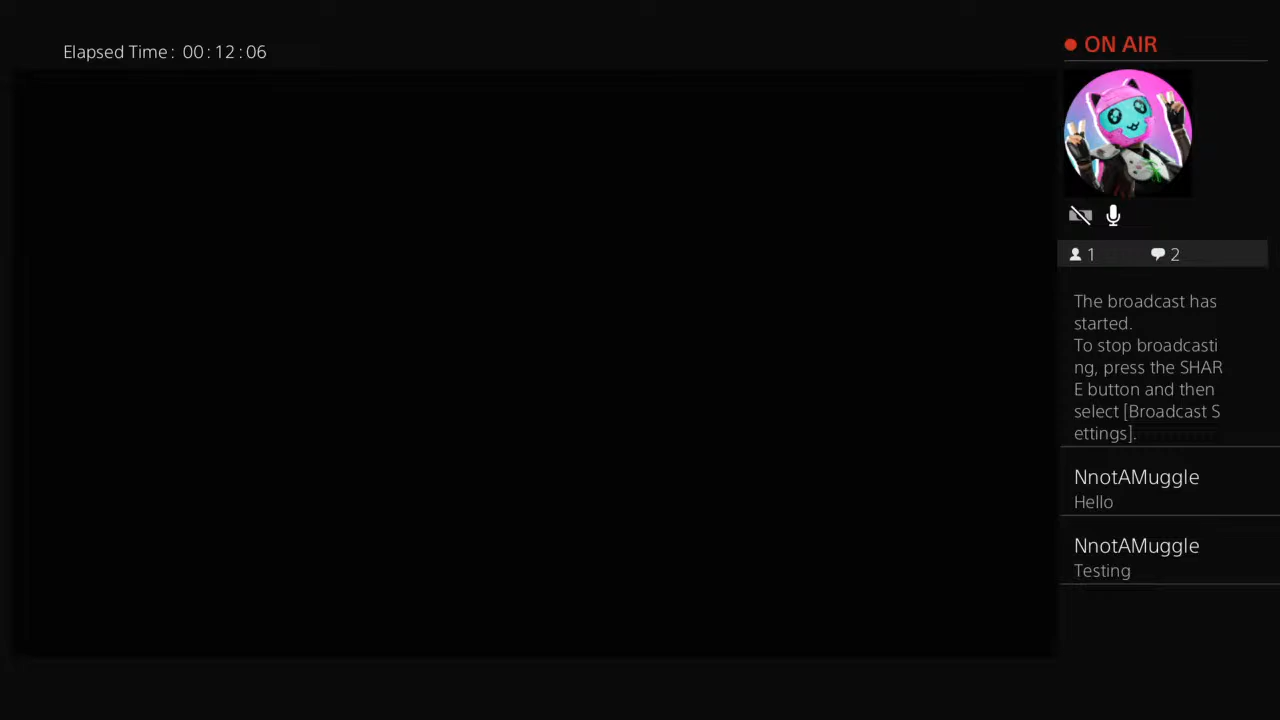 Elapsed Time: 00:12:06
ON AIR
1 2
The broadcast has
started.
To stop broadcasti
ng, press the SHAR
E button and then
select [Broadcast S
ettings].
NnotAMuggle
Hello
NnotAMuggle
Testing